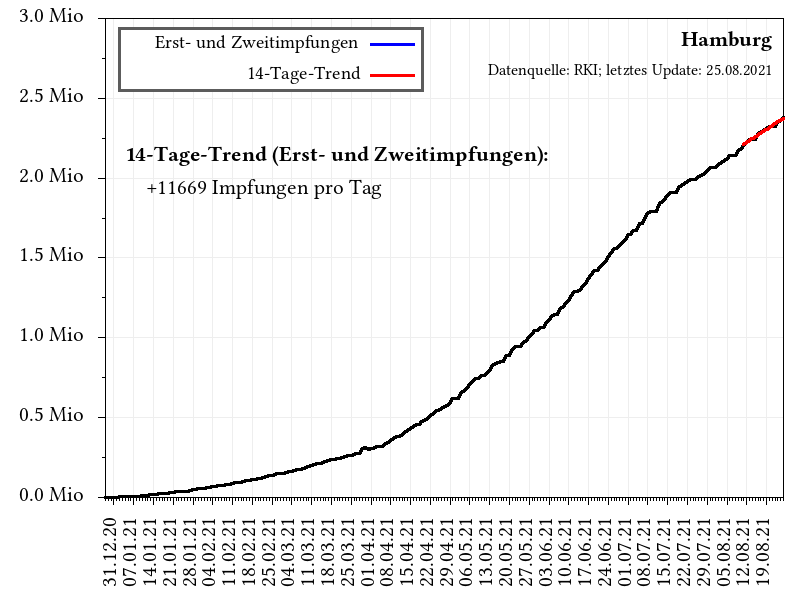 3.0 Mio
2.5 Mio
2.0 Mio
1.5 Mio
1.0 Mio
0.5 Mio
0.0 Mio
Erst- und Zweitimpfungen
14-Tage-Trend
Hamburg
Datenquelle: RKI; letztes Update: 25.08.2021
14-Tage-Trend (Erst- und Zweitimpfungen):
+11669 Impfungen pro Tag
31.12.20
07.01.21
14.01.21
21.01.21
28.01.21
04.02.21
11.02.21
18.02.21
25.02.21
04.03.21
11.03.21
18.03.21
25.03.21
01.04.21
08.04.21
15.04.21
22.04.21
29.04.21
06.05.21
13.05.21
20.05.21
27.05.21
03.06.21
10.06.21
17.06.21
24.06.21
01.07.21
08.07.21
15.07.21
22.07.21
29.07.21
05.08.21
12.08.21
19.08.21